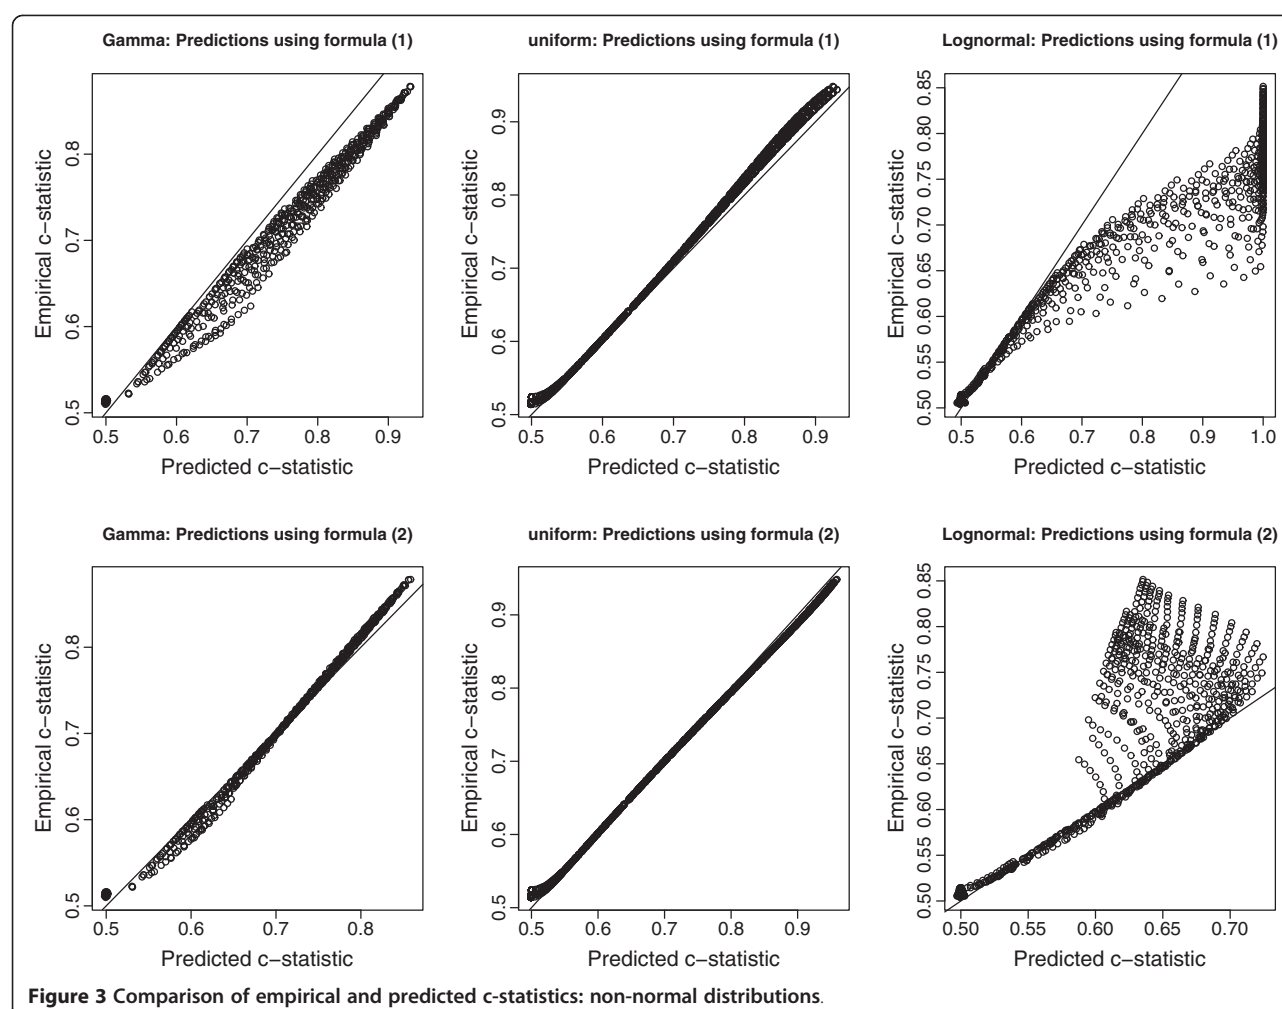 Gamma: Predictions using formula (1)
uniform: Predictions using formula (1)
Lognormal: Predictions using formula (1)
Empirical c−statistic
0.5 0.6 0.7 0.8
0.5 0.6 0.7 0.8 0.9
Predicted c−statistic
Empirical c−statistic
0.5 0.6 0.7 0.8 0.9
0.5 0.6 0.7 0.8 0.9
Predicted c−statistic
Empirical c−statistic
0.50 0.55 0.60 0.65 0.70 0.75 0.80 0.85
0.5 0.6 0.7 0.8 0.9 1.0
Predicted c−statistic
Gamma: Predictions using formula (2)
uniform: Predictions using formula (2)
Lognormal: Predictions using formula (2)
Empirical c−statistic
0.5 0.6 0.7 0.8
0.5 0.6 0.7 0.8
Predicted c−statistic
Empirical c−statistic
0.5 0.6 0.7 0.8 0.9
0.5 0.6 0.7 0.8 0.9
Predicted c−statistic
Empirical c−statistic
0.50 0.55 0.60 0.65 0.70 0.75 0.80 0.85
0.50 0.55 0.60 0.65 0.70
Predicted c−statistic
Figure 3 Comparison of empirical and predicted c-statistics: non-normal distributions.